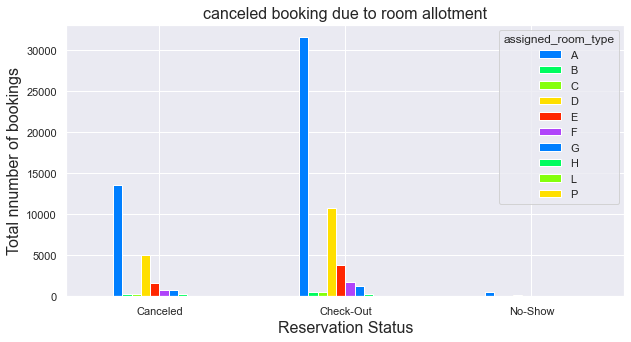 canceled booking due to room allotment
Total nnumber of bookings
30000
25000
20000
15000
10000
5000
0
Canceled
Check-Out
No-Show
Reservation Status
assigned_room_type
A
B
C
D
E
F
G
H
L
P